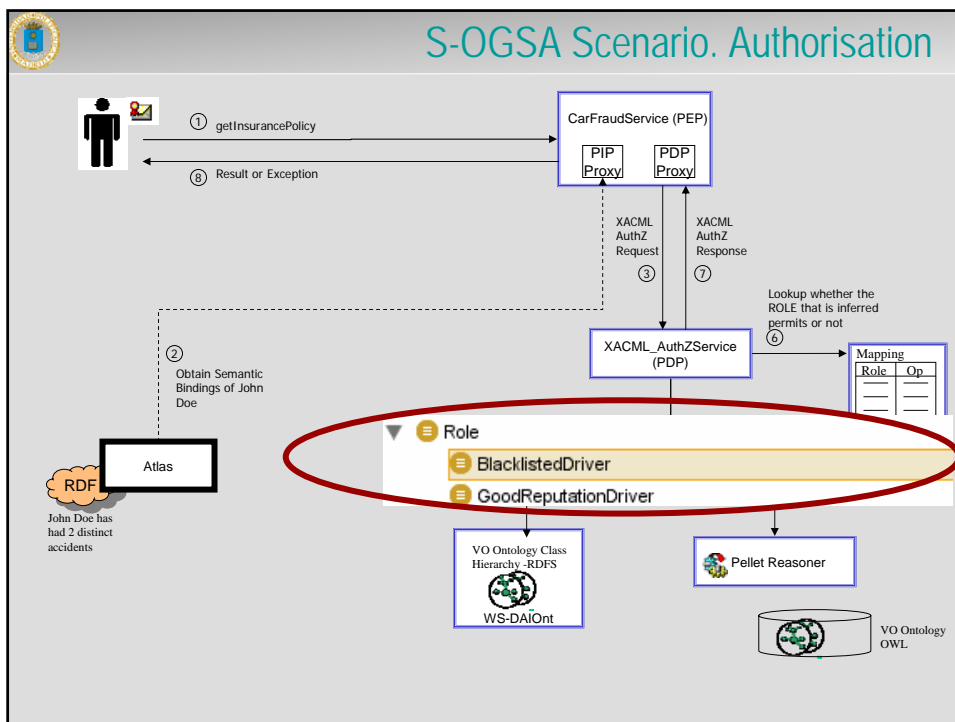 S-OGSA Scenario. Authorisation
1 getInsurancePolicy
CarFraudService (PEP)
PIP
Proxy
PDP
Proxy
8 Result or Exception
XACML
AuthZ
Request
3
XACML
AuthZ
Response
7
Lookup whether the
ROLE that is inferred
permits or not
6
2
Obtain Semantic
Bindings of John
Doe
XACML_AuthZService
(PDP)
Mapping
Role Op
Role
BlacklistedDriver
GoodReputationDriver
Atlas
RDF
John Doe has
had 2 distinct
accidents
VO Ontology Class
Hierarchy -RDFS
WS-DAIOnt
Pellet Reasoner
VO Ontology
OWL